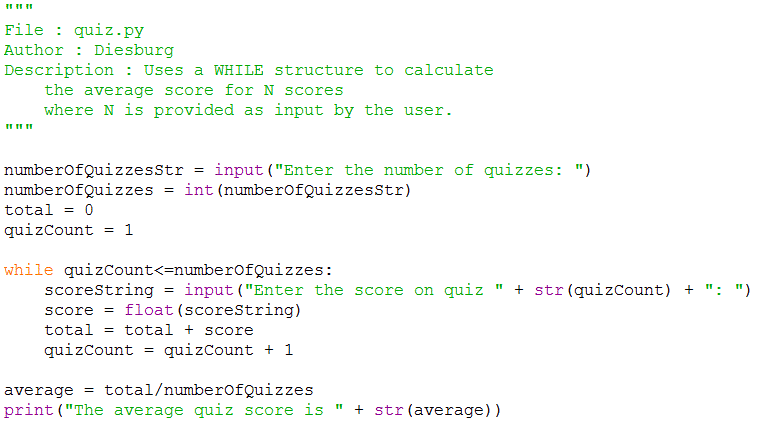 """
File : quiz.py
Author : Diesburg
Description : Uses a WHILE structure to calculate
    the average score for N scores
    where N is provided as input by the user.
"""

numberOfQuizzesStr = input("Enter the number of quizzes: ")
numberOfQuizzes = int(numberOfQuizzesStr)
total = 0
quizCount = 1

while quizCount<=numberOfQuizzes:
    scoreString = input("Enter the score on quiz " + str(quizCount) + ": ")
    score = float(scoreString)
    total = total + score
    quizCount = quizCount + 1

average = total/numberOfQuizzes
print("The average quiz score is " + str(average))